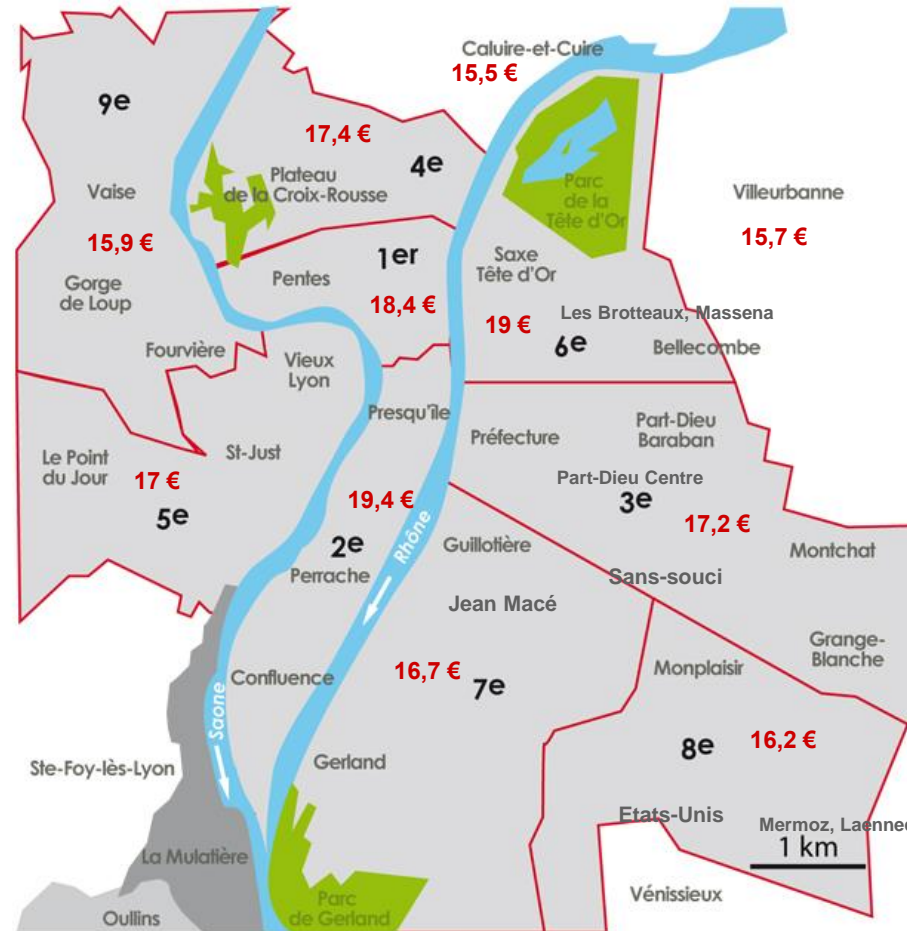 Caluire-et-Cuire
15,5 €
9e
17,4 €
4e
Plateau
de la Croix-Rousse
Vaise
15,9 €
Gorge
de Loup
Parc
de la
Tête d'Or
Villeurbanne
15,7 €
1er
Pentes
18,4 €
Saxe
Tête d'Or
19 €
Les Brotteaux, Massena
6e
Bellecombe
Fourvière
Vieux
Lyon
Presqu'île
Préfecture
Part-Dieu
Baraban
Le Point
du Jour
17 €
St-Just
5e
19,4 €
2e
Perrache
Rhône
Guillotière
Part-Dieu Centre
3e
17,2 €
Montchat
Sans-souci
Jean Macé
Grange-
Blanche
Confluence
16,7 €
7e
Monplaisir
Saone
8e
16,2 €
Ste-Foy-lès-Lyon
Gerland
Etats-Unis
Mermoz, Laennec
1 km
La Mulatière
Vénissieux
Oullins
Parc
de Gerland